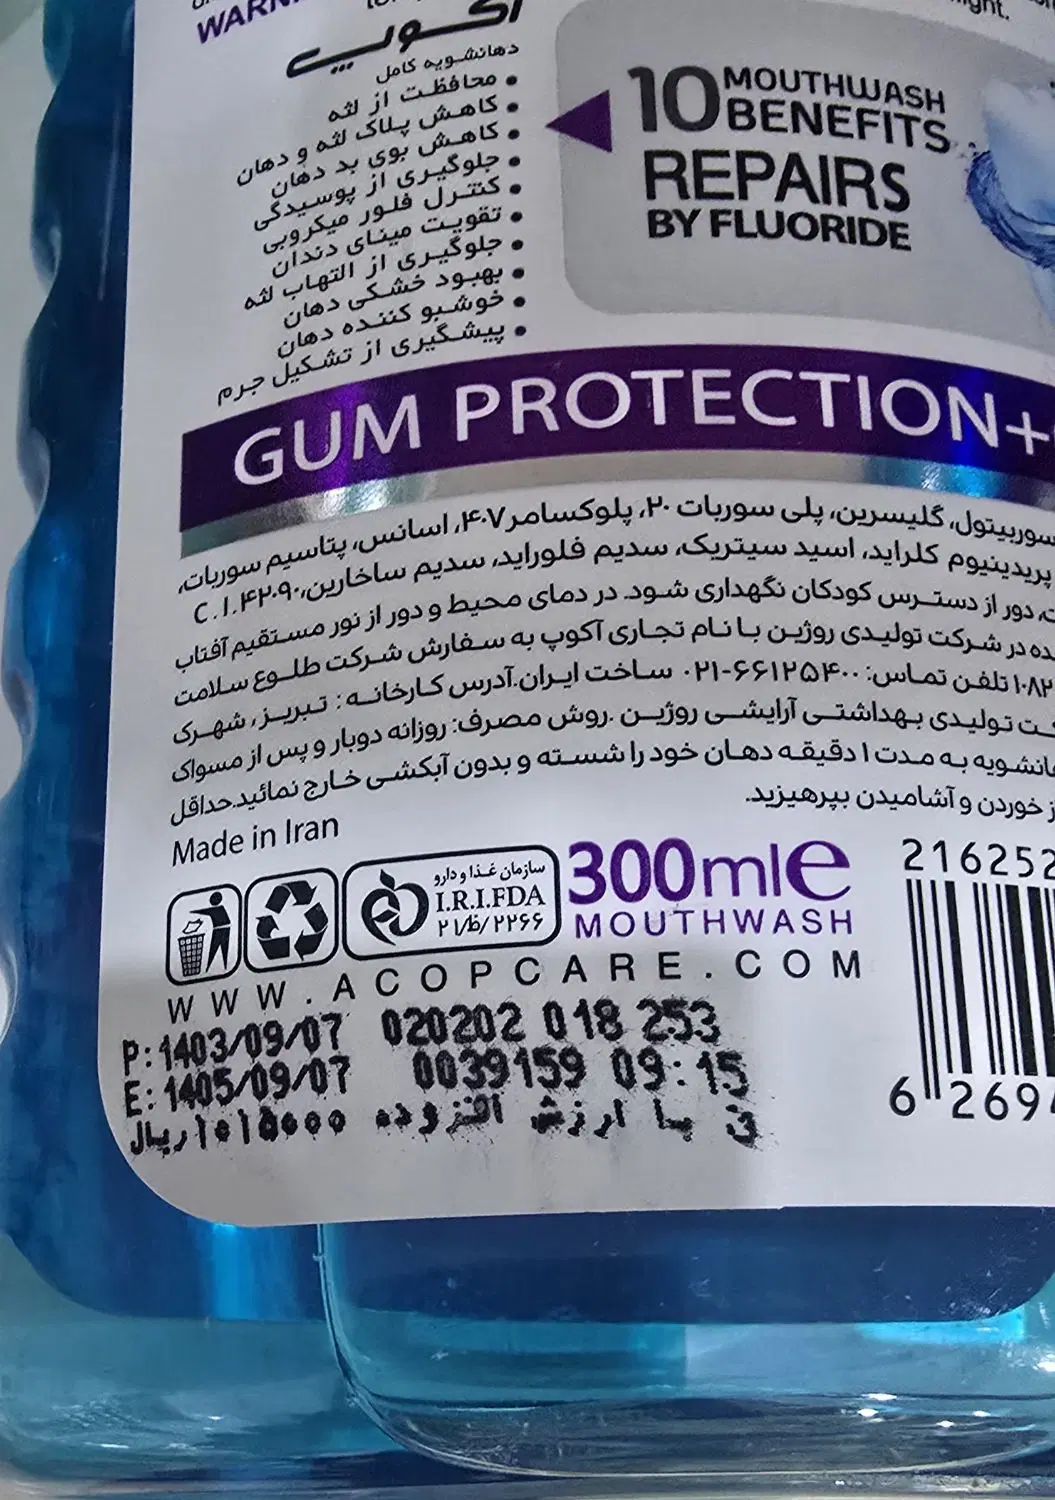 آکوپ
دهانشویه کامل
• محافظت از لثه
• کاهش پلاک لثه و دهان
• کاهش بوی بد دهان
• جلوگیری از پوسیدگی
• کنترل فلور میکروبی
• تقویت مینای دندان
• جلوگیری از التهاب لثه
• بهبود خشکی دهان
• خوشبو کننده دهان
• پیشگیری از تشکیل جرم
10 MOUTHWASH
BENEFITS
REPAIRS
BY FLUORIDE
GUM PROTECTION+
سوربیتول، گلیسرین، پلی سوربات ۲۰، پلوکسامر۴۰۷، اسانس، پتاسیم سوربات،
پریدینیوم کلراید، اسید سیتریک، سدیم فلوراید، سدیم ساخارین، C.I.۴۲۰۹۰
دور از دسترس کودکان نگهداری شود. در دمای محیط و دور از نور مستقیم آفتاب
در شرکت تولیدی روژین با نام تجاری آکوپ به سفارش شرکت طلوع سلامت
تلفن تماس: ۰۲۱-۶۶۱۲۵۴۰۰ ساخت ایران.آدرس کارخانه: تبریز، شهرک
تولیدی بهداشتی آرایشی روژین .روش مصرف: روزانه دوبار و پس از مسواک
به مدت ۱ دقیقه دهان خود را شسته و بدون آبکشی خارج نمائید.حداقل
خوردن و آشامیدن بپرهیزید.
Made in Iran
سازمان غذا و دارو
I.R.I.FDA
۲۱/ظ/۲۲۶۶
300ml e
MOUTHWASH
216252
6 269
WWW.ACOPCARE.COM
P:1403/09/07 020202 018 253
E:1405/09/07 0039159 09:15
با ارزش افزوده ۱۰۱۵۰۰۰ ریال